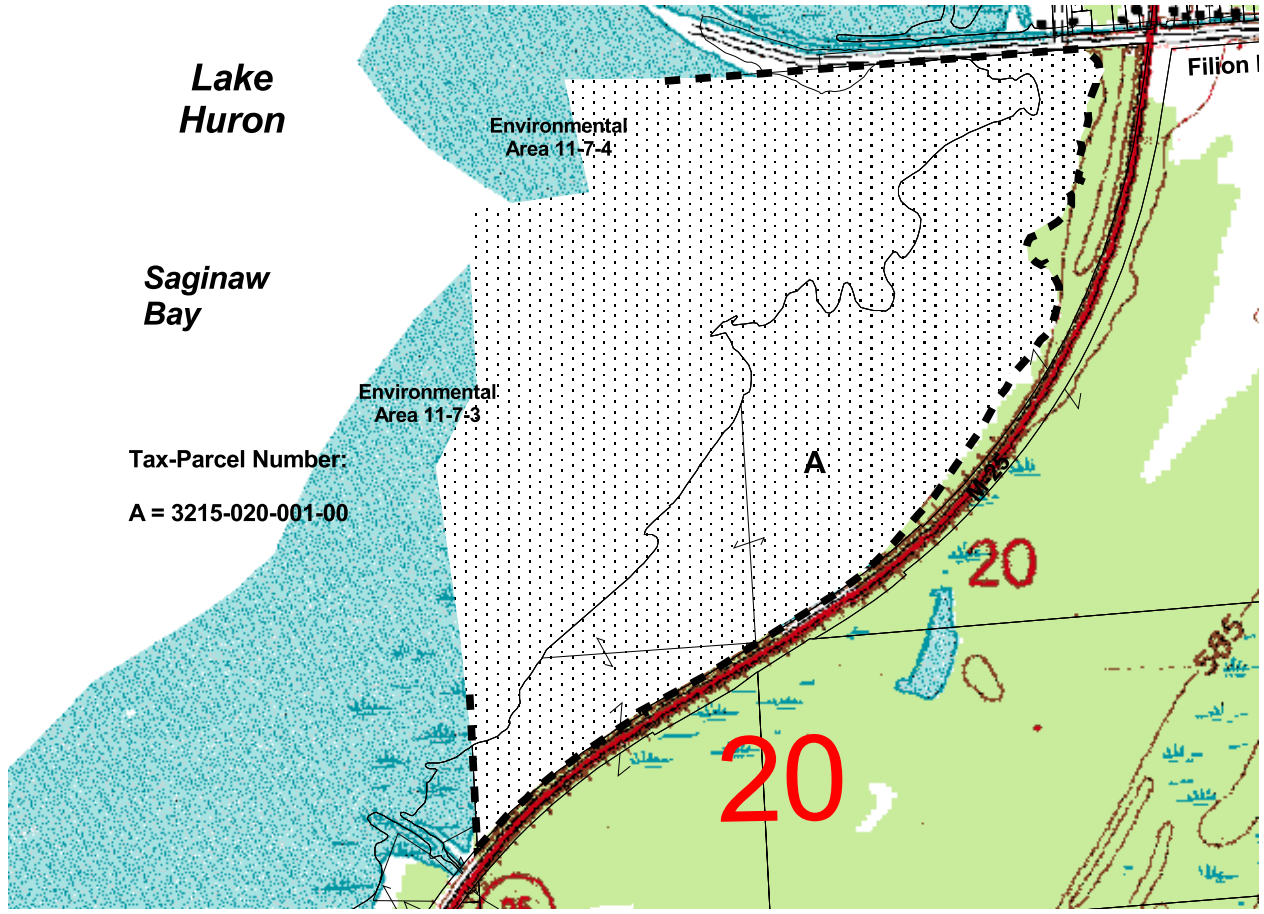 Lake
Huron
Filion
Environmental
Area 11-7-4
Saginaw
Bay
Environmental
Area 11-7-3
Tax-Parcel Number:
A
A = 3215-020-001-00
M 25
20
585
20